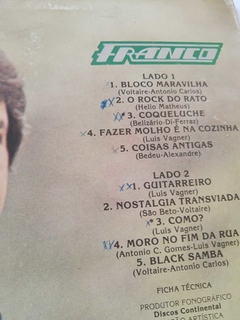 FRANCO
LADO 1
1. BLOCO MARAVILHA
(Voltaire-Antonio Carlos)
2. O ROCK DO RATO
(Helio Matheus)
3. COQUELUCHE
(Belizário-Di-Ferraz)
4. FAZER MOLHO É NA COZINHA
(Luis Vagner)
5. COISAS ANTIGAS
(Bedeu-Alexandre)
LADO 2
1. GUITARREIRO
(Luis Vagner)
2. NOSTALGIA TRANSVIADA
(São Beto-Voltaire)
3. COMO?
(Luis Vagner)
4. MORO NO FIM DA RUA
(Antonio C. Gomes-Luis Vagner)
5. BLACK SAMBA
(Voltaire-Antonio Carlos)
FICHA TÉCNICA
PRODUTOR FONOGRÁFICO
Discos Continental
ÇÃO ARTÍSTICA